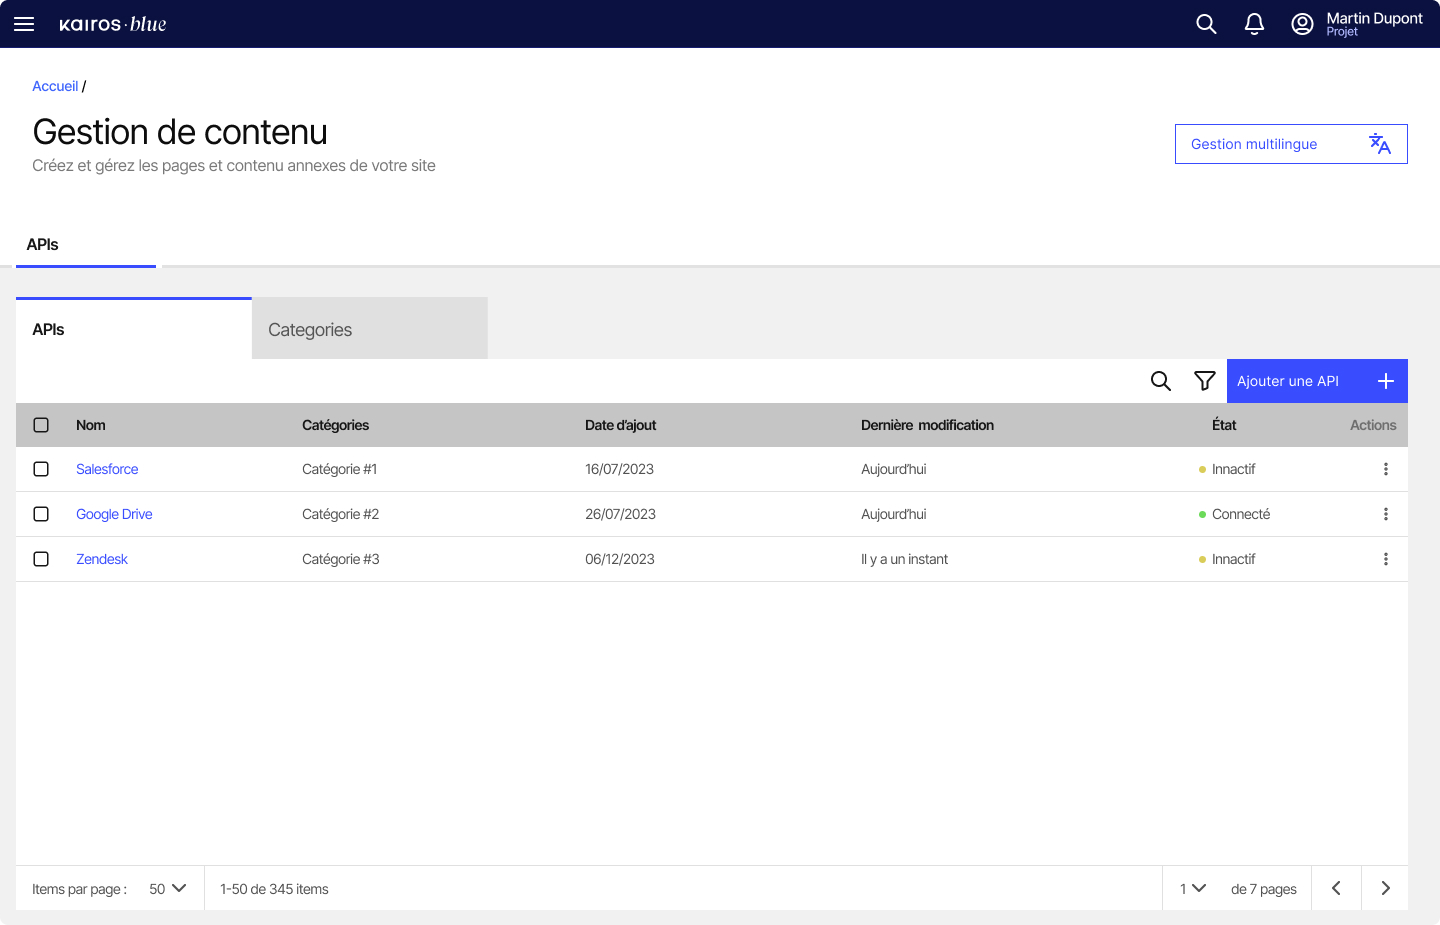 kairos·blue
Martin Dupont
Projet
Accueil /
Gestion de contenu
Créez et gérez les pages et contenu annexes de votre site
Gestion multilingue
APIs
APIs Categories
Ajouter une API
Nom Catégories Date d'ajout Dernière modification État Actions
Salesforce Catégorie #1 16/07/2023 Aujourd'hui Innactif
Google Drive Catégorie #2 26/07/2023 Aujourd'hui Connecté
Zendesk Catégorie #3 06/12/2023 Il y a un instant Innactif
Items par page : 50 1-50 de 345 items 1 de 7 pages